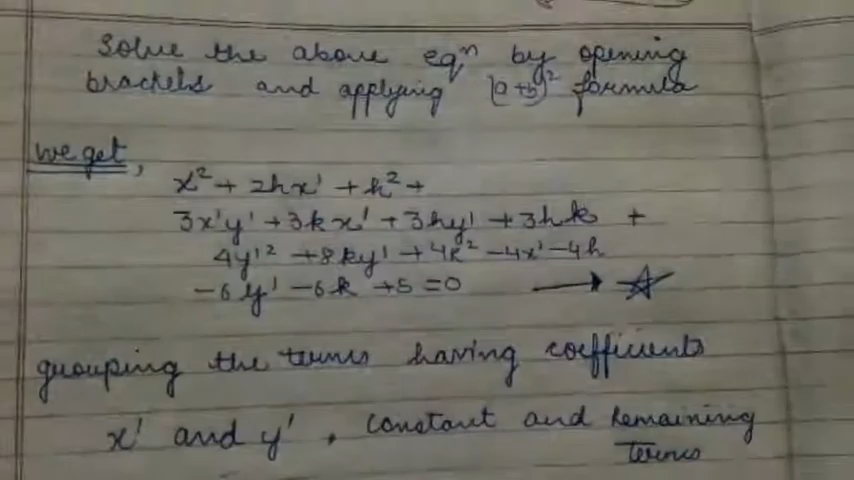 Solve the above eqⁿ by opening
brackets and applying (a+b)² formula
we get,
x² + 2hx' + h² +
3x'y' + 3kx' + 3hy' + 3hk +
4y'² + 8ky' + 4k² - 4x' - 4h
- 6y' - 6k + 5 = 0 → ☆
grouping the terms having coefficients
x' and y', constant and remaining
terms